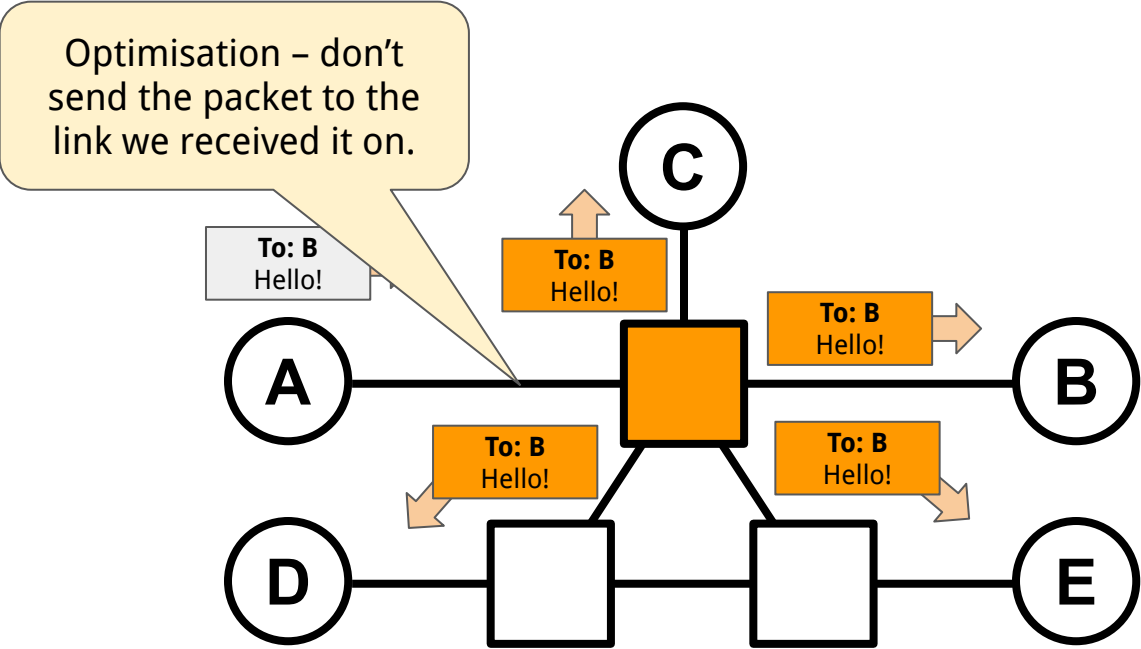 Optimisation – don’t
send the packet to the
link we received it on.
C
To: B
Hello!
To: B
Hello!
To: B
Hello!
A
B
To: B
Hello!
To: B
Hello!
D
E